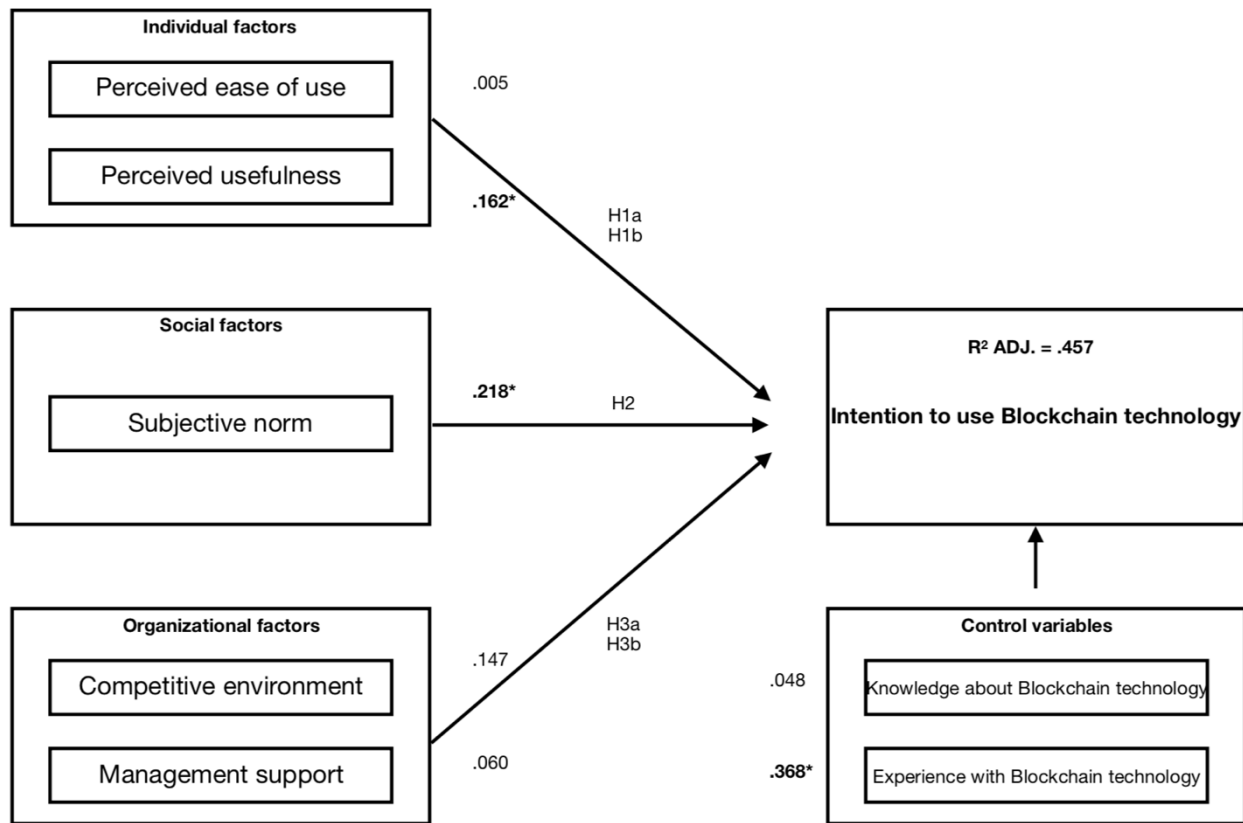 Individual factors
Perceived ease of use
.005
Perceived usefulness
.162*
H1a
H1b
Social factors
Subjective norm
.218*
H2
R² ADJ. = .457
Intention to use Blockchain technology
Organizational factors
Competitive environment
.147
Management support
.060
H3a
H3b
Control variables
.048
Knowledge about Blockchain technology
.368*
Experience with Blockchain technology